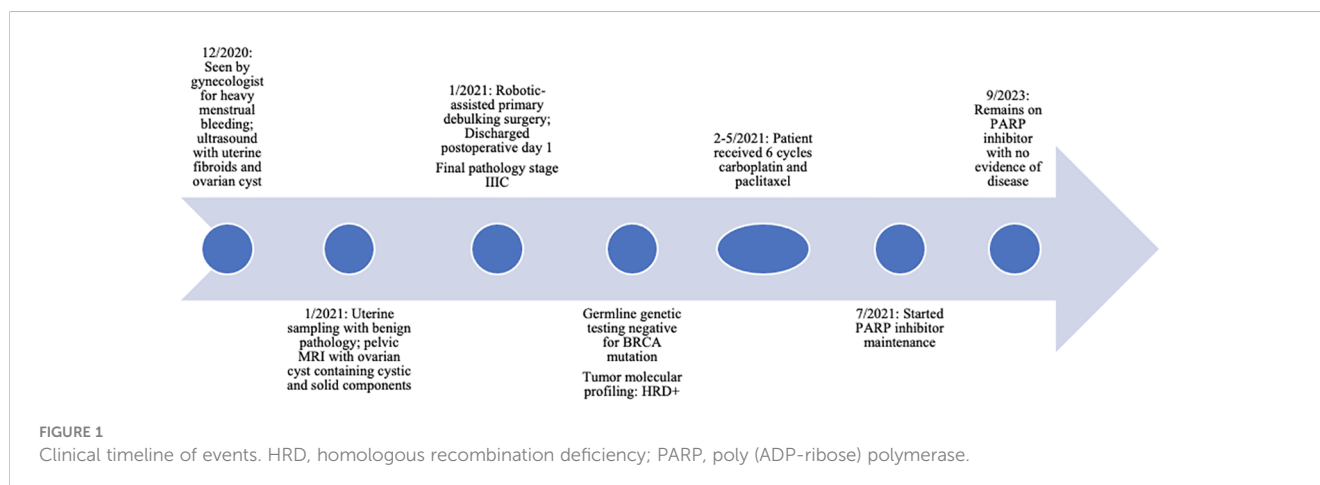 12/2020:
Seen by
gynecologist
for heavy
menstrual
bleeding;
ultrasound
with uterine
fibroids and
ovarian cyst
1/2021: Uterine
sampling with benign
pathology; pelvic
MRI with ovarian
cyst containing cystic
and solid components
1/2021: Robotic-
assisted primary
debulking surgery;
Discharged
postoperative day 1
Final pathology stage
IIIC
Germline genetic
testing negative
for BRCA
mutation
Tumor molecular
profiling: HRD+
2-5/2021: Patient
received 6 cycles
carboplatin and
paclitaxel
7/2021: Started
PARP inhibitor
maintenance
9/2023:
Remains on
PARP
inhibitor
with no
evidence of
disease
FIGURE 1
Clinical timeline of events. HRD, homologous recombination deficiency; PARP, poly (ADP-ribose) polymerase.